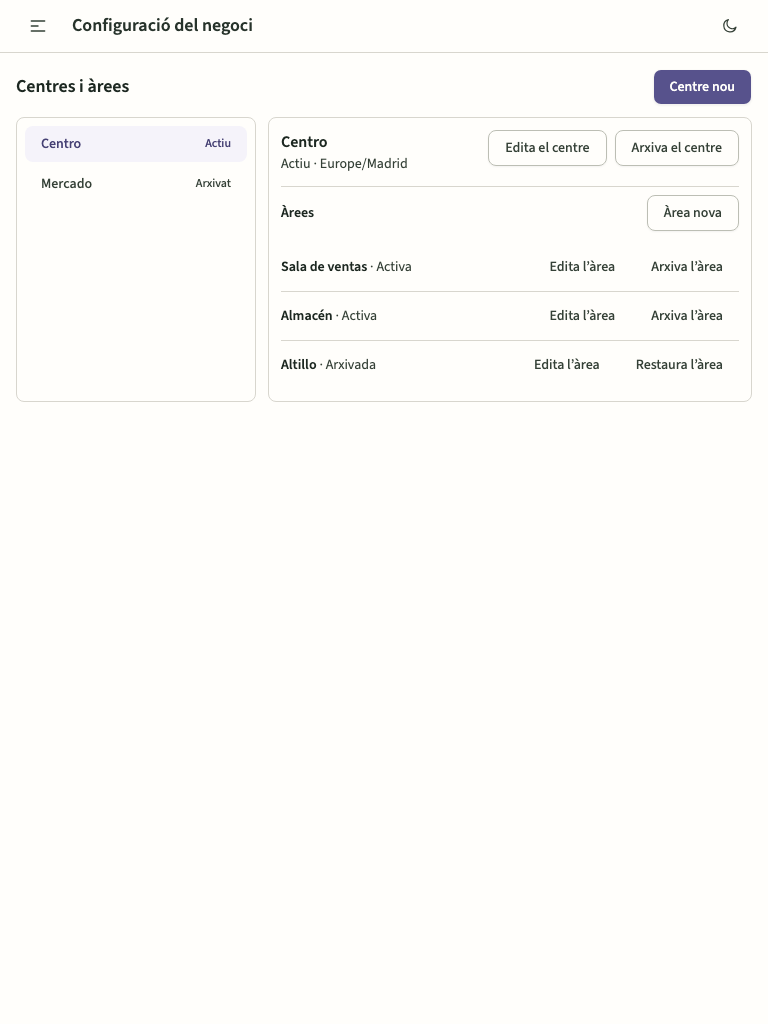 Configuració del negoci
Centres i àrees
Centre nou
Centro
Actiu
Mercado
Arxivat
Centro
Actiu · Europe/Madrid
Edita el centre
Arxiva el centre
Àrees
Àrea nova
Sala de ventas · Activa
Edita l’àrea
Arxiva l’àrea
Almacén · Activa
Edita l’àrea
Arxiva l’àrea
Altillo · Arxivada
Edita l’àrea
Restaura l’àrea